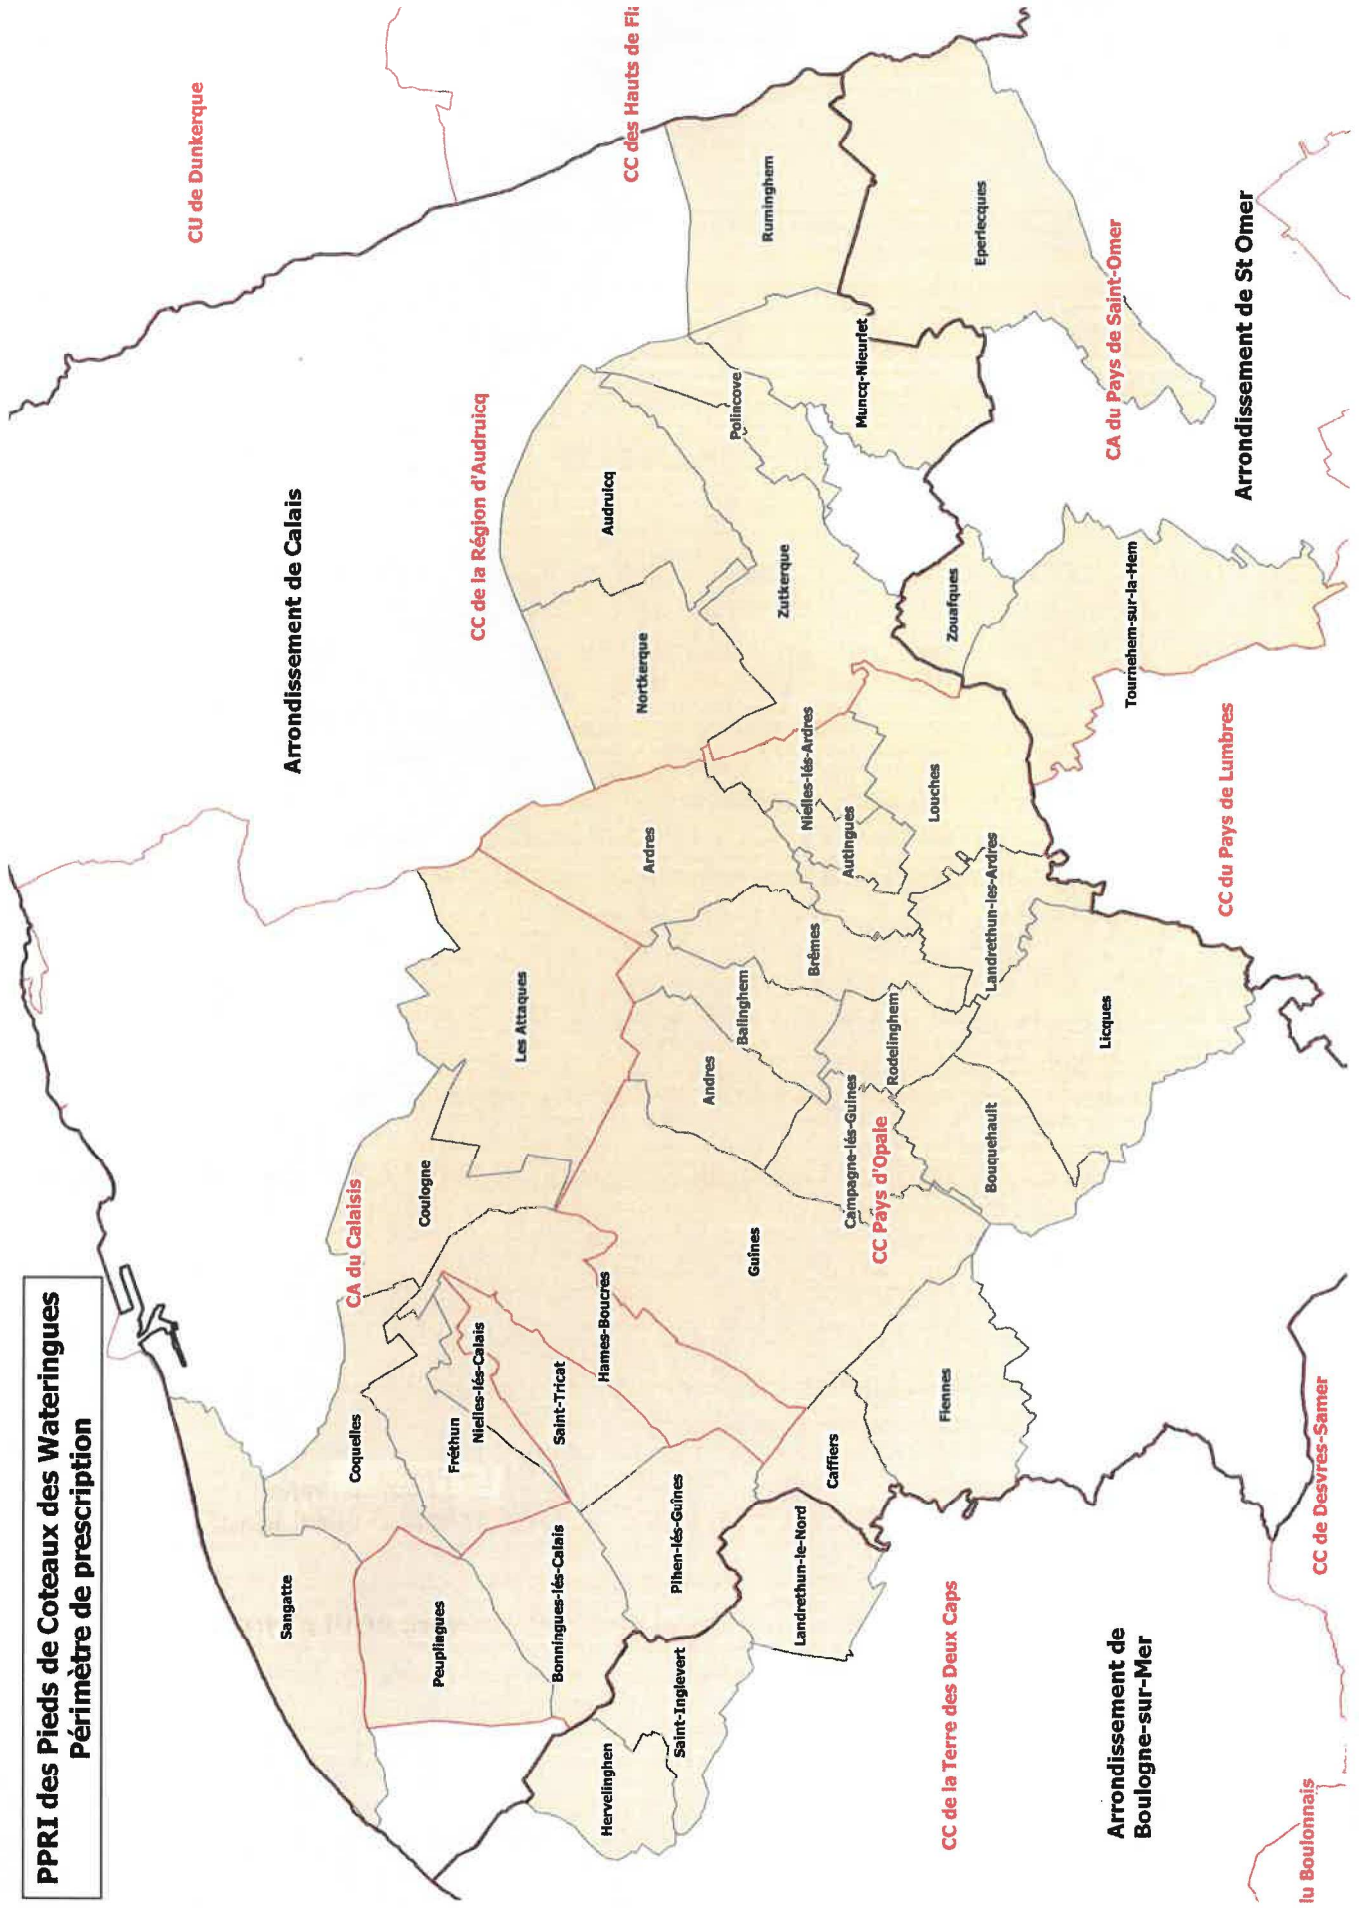 PPRI des Pieds de Coteaux des Wateringues
Périmètre de prescription
CU de Dunkerque
Arrondissement de Calais
CC des Hauts de Fla
CC de la Région d'Audruicq
CA du Calaisis
Sangatte
Coquelles
Coulogne
Les Attaques
Peuplingues
Fréthun
Nielles-lés-Calais
Saint-Tricat
Hames-Boucres
Bonningues-lés-Calais
Pihen-lés-Guînes
Hervelinghen
Saint-Inglevert
Landrethun-le-Nord
Caffiers
Fiennes
Guînes
Andres
Balinghem
Campagne-lés-Guines
CC Pays d'Opale
Rodelinghem
Bouquehault
Brêmes
Ardres
Autingues
Nielles-lés-Ardres
Louches
Landrethun-les-Ardres
Licques
Nortkerque
Audruicq
Zutkerque
Polincove
Ruminghem
Muncq-Nieurlet
Eperlecques
Zouafques
Tournehem-sur-la-Hem
CA du Pays de Saint-Omer
Arrondissement de St Omer
CC du Pays de Lumbres
CC de la Terre des Deux Caps
Arrondissement de
Boulogne-sur-Mer
CC de Desvres-Samer
lu Boulonnais